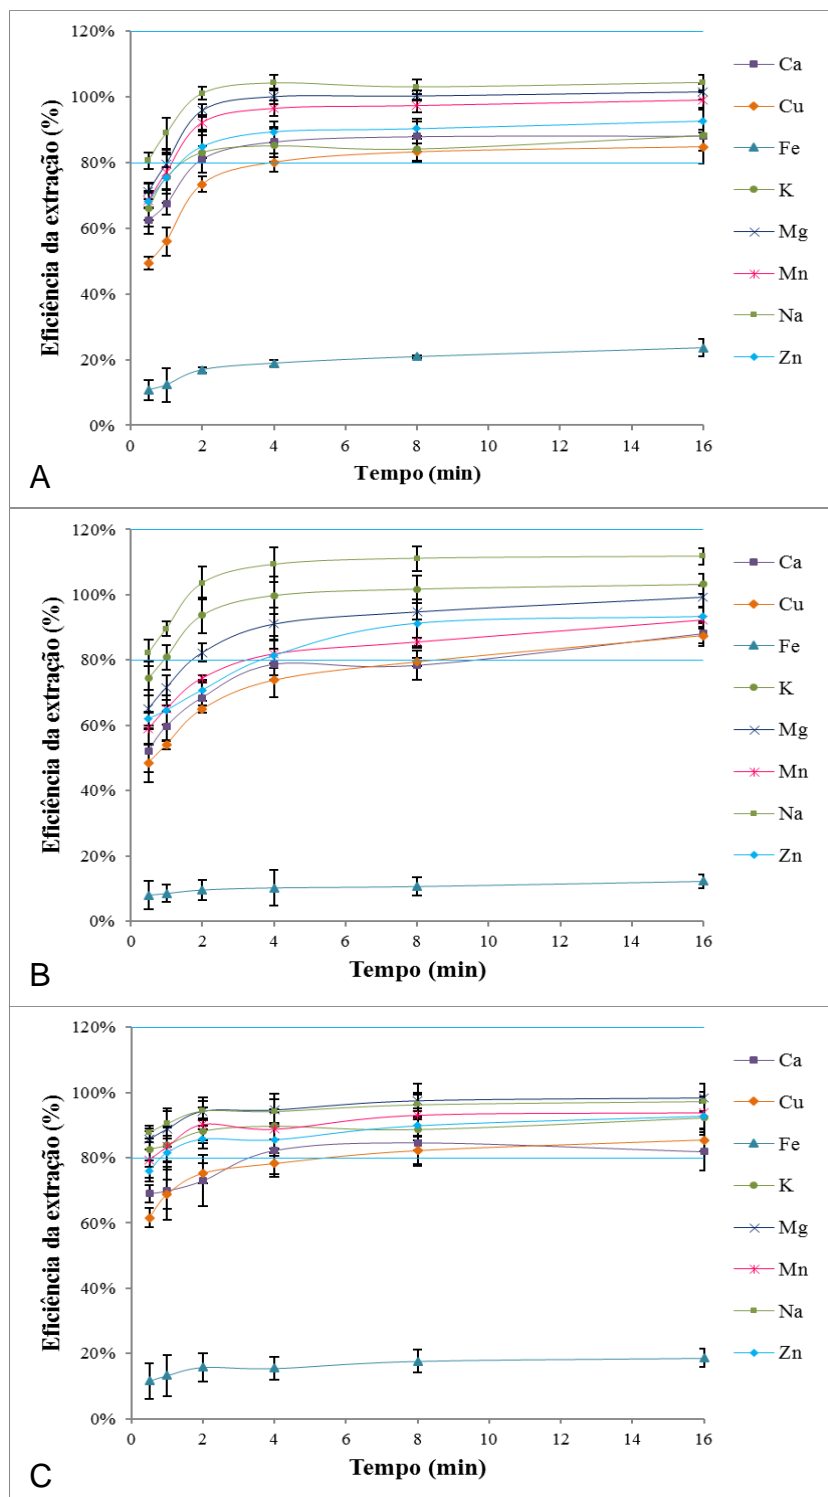 120%
100%
80%
60%
40%
20%
0%
Eficiência da extração (%)
0 2 4 6 8 10 12 14 16
Tempo (min)
Ca
Cu
Fe
K
Mg
Mn
Na
Zn
A
120%
100%
80%
60%
40%
20%
0%
Eficiência da extração (%)
0 2 4 6 8 10 12 14 16
Tempo (min)
Ca
Cu
Fe
K
Mg
Mn
Na
Zn
B
120%
100%
80%
60%
40%
20%
0%
Eficiência da extração (%)
0 2 4 6 8 10 12 14 16
Tempo (min)
Ca
Cu
Fe
K
Mg
Mn
Na
Zn
C